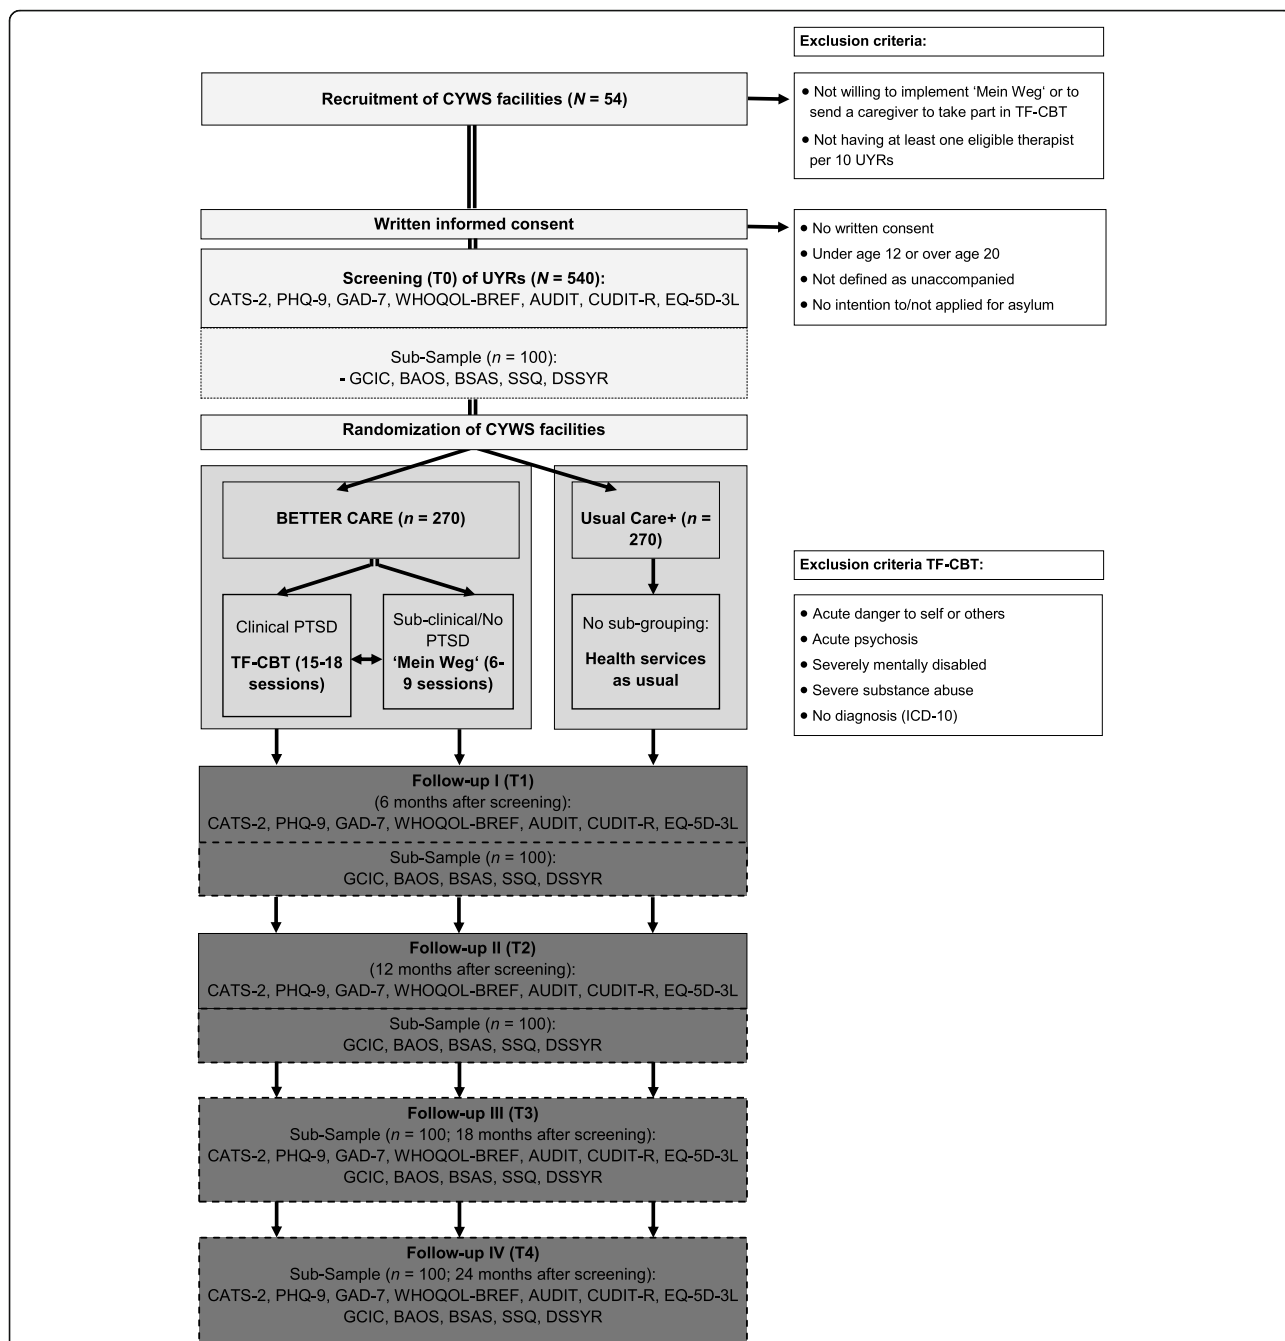 Exclusion criteria:
Recruitment of CYWS facilities (N = 54)
● Not willing to implement ‘Mein Weg‘ or to
send a caregiver to take part in TF-CBT
● Not having at least one eligible therapist
per 10 UYRs
Written informed consent
● No written consent
● Under age 12 or over age 20
● Not defined as unaccompanied
● No intention to/not applied for asylum
Screening (T0) of UYRs (N = 540):
CATS-2, PHQ-9, GAD-7, WHOQOL-BREF, AUDIT, CUDIT-R, EQ-5D-3L
Sub-Sample (n = 100):
- GCIC, BAOS, BSAS, SSQ, DSSYR
Randomization of CYWS facilities
BETTER CARE (n = 270)
Usual Care+ (n =
270)
Clinical PTSD
TF-CBT (15-18
sessions)
Sub-clinical/No
PTSD
‘Mein Weg‘ (6-
9 sessions)
No sub-grouping:
Health services
as usual
Exclusion criteria TF-CBT:
● Acute danger to self or others
● Acute psychosis
● Severely mentally disabled
● Severe substance abuse
● No diagnosis (ICD-10)
Follow-up I (T1)
(6 months after screening):
CATS-2, PHQ-9, GAD-7, WHOQOL-BREF, AUDIT, CUDIT-R, EQ-5D-3L
Sub-Sample (n = 100):
GCIC, BAOS, BSAS, SSQ, DSSYR
Follow-up II (T2)
(12 months after screening):
CATS-2, PHQ-9, GAD-7, WHOQOL-BREF, AUDIT, CUDIT-R, EQ-5D-3L
Sub-Sample (n = 100):
GCIC, BAOS, BSAS, SSQ, DSSYR
Follow-up III (T3)
Sub-Sample (n = 100; 18 months after screening):
CATS-2, PHQ-9, GAD-7, WHOQOL-BREF, AUDIT, CUDIT-R, EQ-5D-3L
GCIC, BAOS, BSAS, SSQ, DSSYR
Follow-up IV (T4)
Sub-Sample (n = 100; 24 months after screening):
CATS-2, PHQ-9, GAD-7, WHOQOL-BREF, AUDIT, CUDIT-R, EQ-5D-3L
GCIC, BAOS, BSAS, SSQ, DSSYR